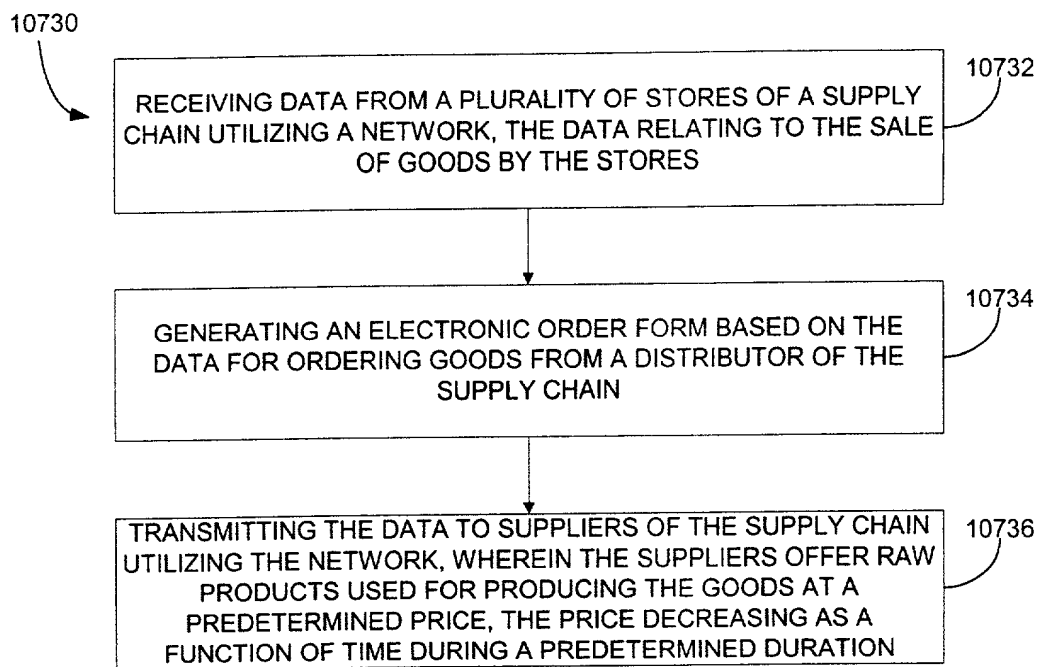 10730
10732
RECEIVING DATA FROM A PLURALITY OF STORES OF A SUPPLY
CHAIN UTILIZING A NETWORK, THE DATA RELATING TO THE SALE
OF GOODS BY THE STORES
10734
GENERATING AN ELECTRONIC ORDER FORM BASED ON THE
DATA FOR ORDERING GOODS FROM A DISTRIBUTOR OF THE
SUPPLY CHAIN
10736
TRANSMITTING THE DATA TO SUPPLIERS OF THE SUPPLY CHAIN
UTILIZING THE NETWORK, WHEREIN THE SUPPLIERS OFFER RAW
PRODUCTS USED FOR PRODUCING THE GOODS AT A
PREDETERMINED PRICE, THE PRICE DECREASING AS A
FUNCTION OF TIME DURING A PREDETERMINED DURATION